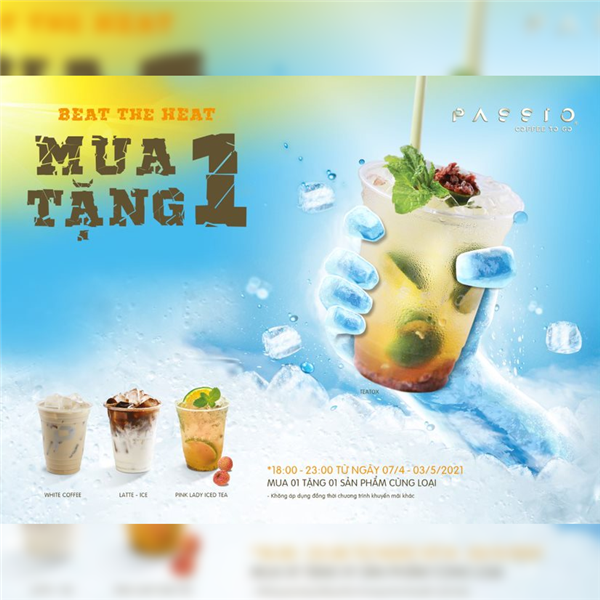 BEAT THE HEAT
MUA 1
TẶNG
PASSIO
COFFEE TO GO
TEATOX
WHITE COFFEE
LATTE - ICE
PINK LADY ICED TEA
*18:00 - 23:00 TỪ NGÀY 07/4 - 03/5/2021
MUA 01 TẶNG 01 SẢN PHẨM CÙNG LOẠI
- Không áp dụng đồng thời chương trình khuyến mãi khác